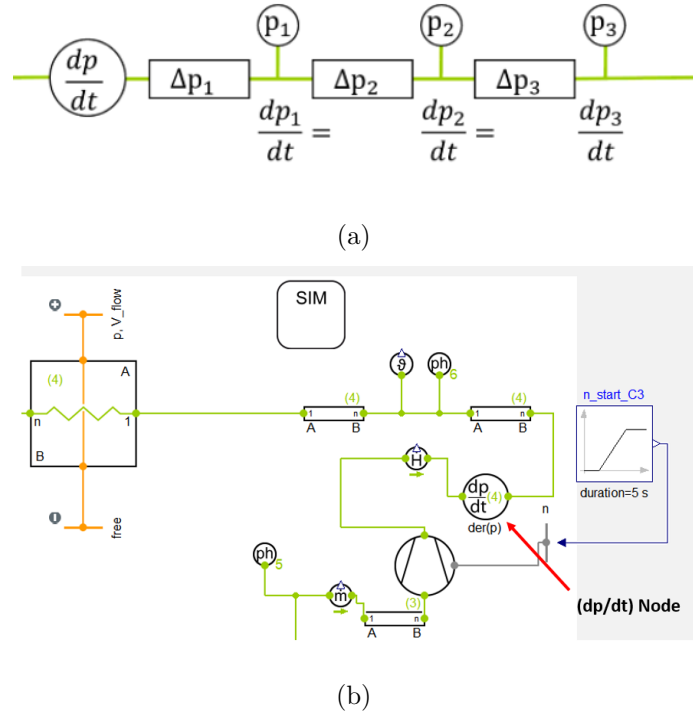 dp/dt Δp₁ p₁ Δp₂ p₂ Δp₃ p₃
dp₁/dt = dp₂/dt = dp₃/dt
(a)
p, V_flow
SIM
(4) A
n 1
B
free
(4) ϑ ph 6 (4)
1 n 1 n
A B A B
n_start_C3
duration=5 s
H
dp/dt (4)
der(p)
n
ph 5
ṁ
(3)
1 n
A B
(dp/dt) Node
(b)